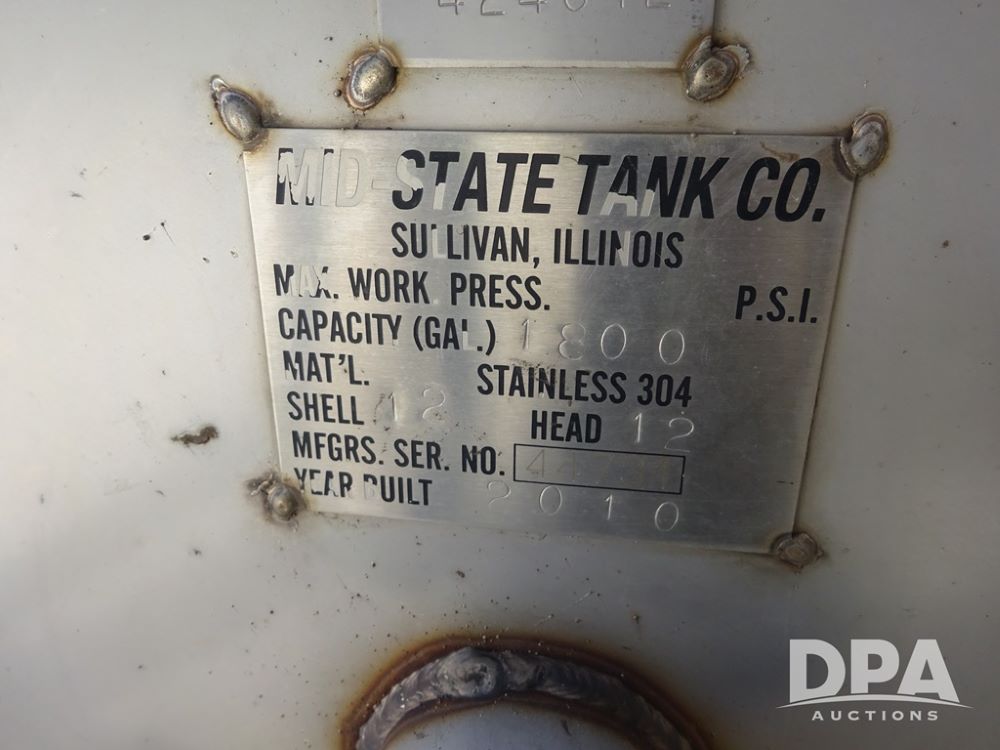 MID-STATE TANK CO.
SULLIVAN, ILLINOIS
MAX. WORK. PRESS. P.S.I.
CAPACITY (GAL.) 1800
MAT'L. STAINLESS 304
SHELL 12 HEAD 12
MFGRS. SER. NO.
YEAR BUILT 2010
DPA
AUCTIONS